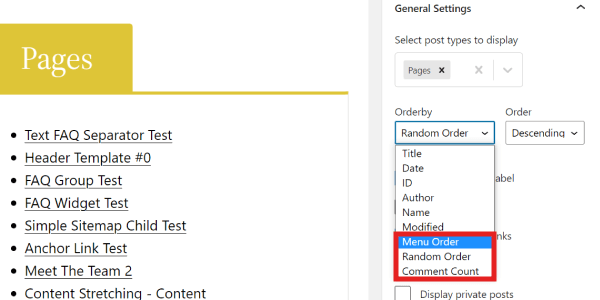 General Settings
Select post types to display
Pages
Pages
Orderby
Order
Random Order
Descending
Text FAQ Separator Test
Header Template #0
FAQ Group Test
FAQ Widget Test
Simple Sitemap Child Test
Anchor Link Test
Meet The Team 2
Content Stretching - Content
Title
Date
ID
Author
Name
Modified
Menu Order
Random Order
Comment Count
Display private posts